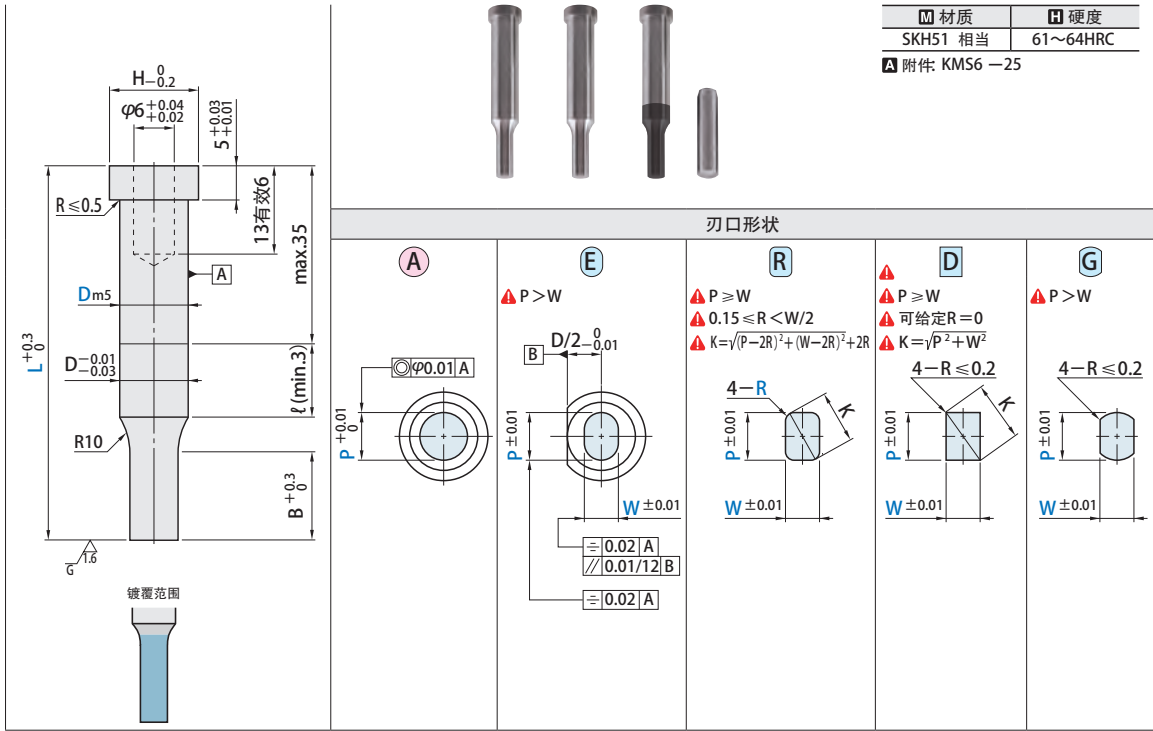 M 材质 H 硬度
SKH51 相当 61～64HRC
A 附件: KMS6 －25
H 0 −0.2
φ6 +0.04 +0.02
5 +0.03 +0.01
R≤0.5
13有效6
max.35
A
D m5
L +0.3 0
D −0.01 −0.03
ℓ (min.3)
R10
B +0.3 0
G 1.6
镀覆范围
刃口形状
A
◎ φ0.01 A
P +0.01 0
E
P＞W
D/2 0 −0.01
B
P ±0.01
W ±0.01
⌯ 0.02 A
// 0.01/12 B
⌯ 0.02 A
R
P≥W
0.15≤R＜W/2
K=√(P−2R)²+(W−2R)²+2R
4−R
K
P ±0.01
W ±0.01
D
P≥W
可给定R＝0
K=√P²+W²
4−R≤0.2
K
P ±0.01
W ±0.01
G
P＞W
4−R≤0.2
P ±0.01
W ±0.01